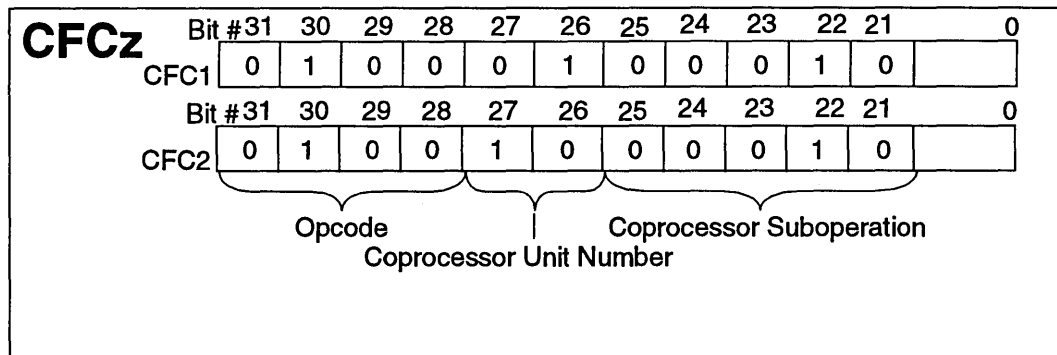 CFCz
Bit #31 30 29 28 27 26 25 24 23 22 21 0
CFC1 0 1 0 0 0 1 0 0 0 1 0
Bit #31 30 29 28 27 26 25 24 23 22 21 0
CFC2 0 1 0 0 1 0 0 0 0 1 0
Opcode Coprocessor Suboperation
Coprocessor Unit Number